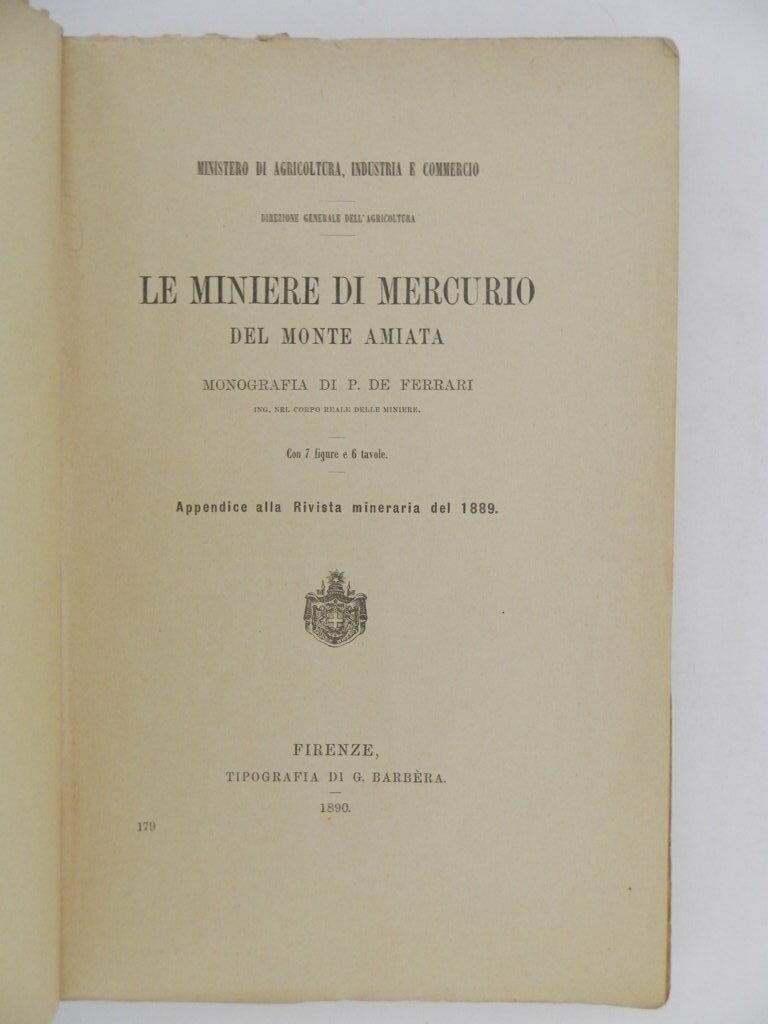 MINISTERO DI AGRICOLTURA, INDUSTRIA E COMMERCIO
DIREZIONE GENERALE DELL'AGRICOLTURA
LE MINIERE DI MERCURIO
DEL MONTE AMIATA
MONOGRAFIA DI P. DE FERRARI
ING. NEL CORPO REALE DELLE MINIERE.
Con 7 figure e 6 tavole.
Appendice alla Rivista mineraria del 1889.
FIRENZE,
TIPOGRAFIA DI G. BARBÈRA.
1890.
179